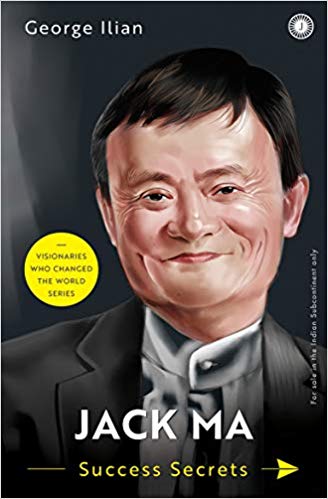 George Ilian
J
VISIONARIES
WHO CHANGED
THE WORLD
SERIES
For sale in the Indian Subcontinent only
JACK MA
Success Secrets